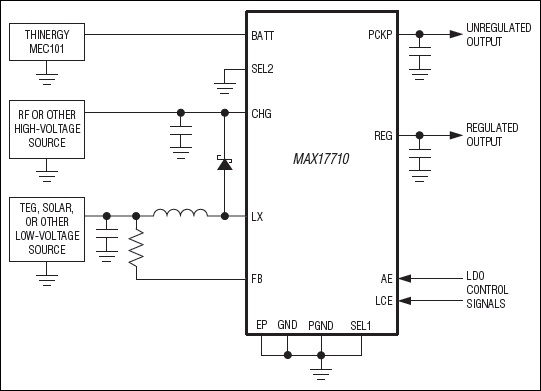 THINERGY
MEC101
BATT
PCKP
UNREGULATED
OUTPUT
SEL2
RF OR OTHER
HIGH-VOLTAGE
SOURCE
CHG
REG
REGULATED
OUTPUT
MAX17710
TEG, SOLAR,
OR OTHER
LOW-VOLTAGE
SOURCE
LX
FB
AE
LCE
LDO
CONTROL
SIGNALS
EP
GND
PGND
SEL1